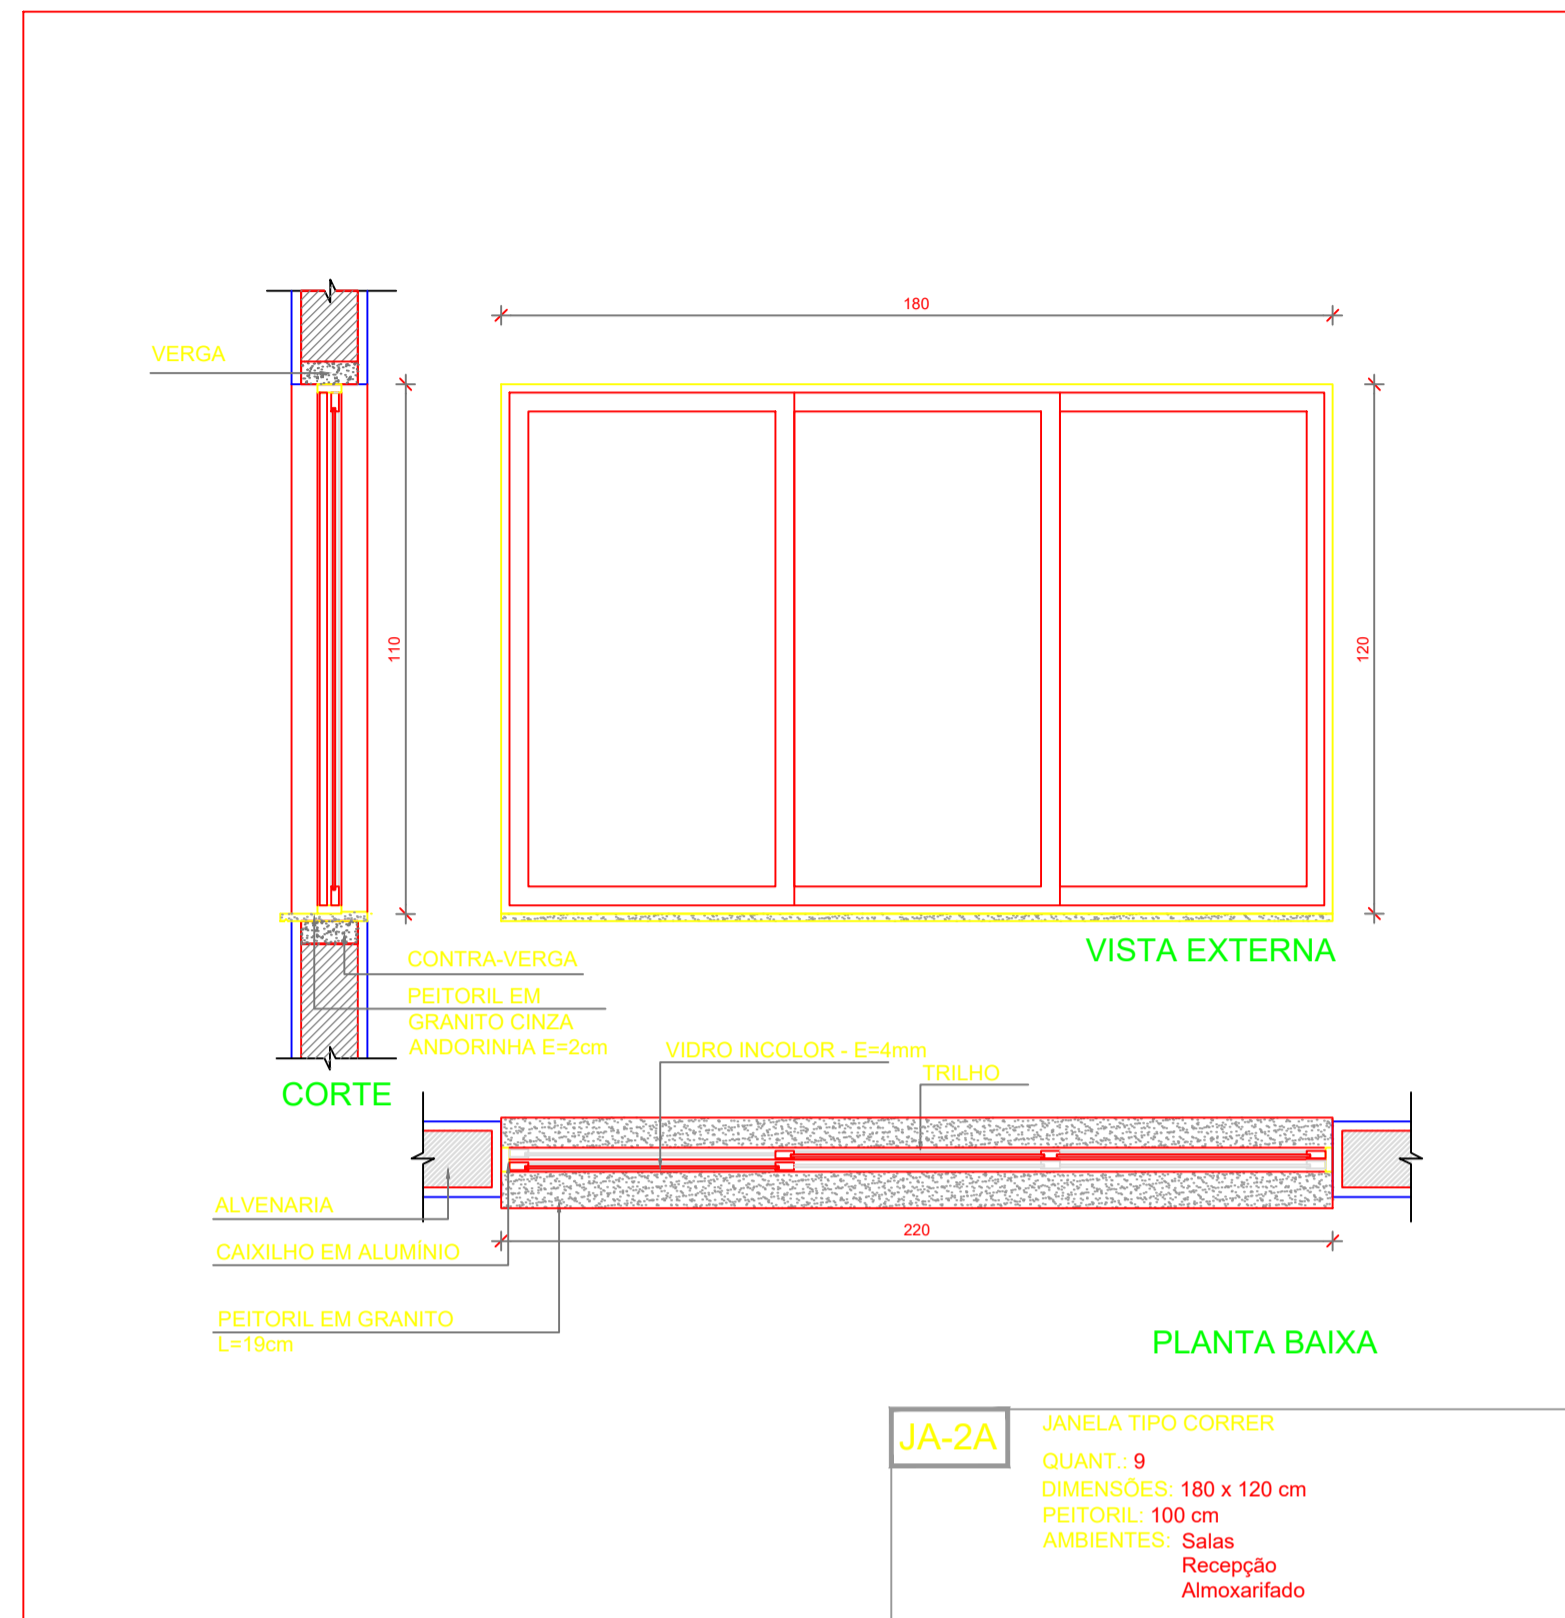 180
VERGA
110
120
VISTA EXTERNA
CONTRA-VERGA
PEITORIL EM
GRANITO CINZA
ANDORINHA E=2cm
CORTE
VIDRO INCOLOR - E=4mm
TRILHO
ALVENARIA
CAIXILHO EM ALUMÍNIO
220
PEITORIL EM GRANITO
L=19cm
PLANTA BAIXA
JA-2A
JANELA TIPO CORRER
QUANT.: 9
DIMENSÕES: 180 x 120 cm
PEITORIL: 100 cm
AMBIENTES: Salas
Recepção
Almoxarifado